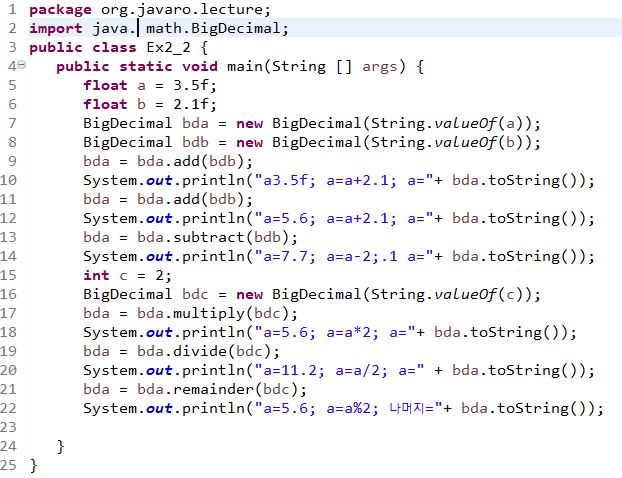 1 package org.javaro.lecture;
2 import java. math.BigDecimal;
3 public class Ex2_2 {
4 public static void main(String [] args) {
5 float a = 3.5f;
6 float b = 2.1f;
7 BigDecimal bda = new BigDecimal(String.valueOf(a));
8 BigDecimal bdb = new BigDecimal(String.valueOf(b));
9 bda = bda.add(bdb);
10 System.out.println("a3.5f; a=a+2.1; a="+ bda.toString());
11 bda = bda.add(bdb);
12 System.out.println("a=5.6; a=a+2.1; a="+ bda.toString());
13 bda = bda.subtract(bdb);
14 System.out.println("a=7.7; a=a-2;.1 a="+ bda.toString());
15 int c = 2;
16 BigDecimal bdc = new BigDecimal(String.valueOf(c));
17 bda = bda.multiply(bdc);
18 System.out.println("a=5.6; a=a*2; a="+ bda.toString());
19 bda = bda.divide(bdc);
20 System.out.println("a=11.2; a=a/2; a=" + bda.toString());
21 bda = bda.remainder(bdc);
22 System.out.println("a=5.6; a=a%2; 나머지="+ bda.toString());
23
24 }
25 }